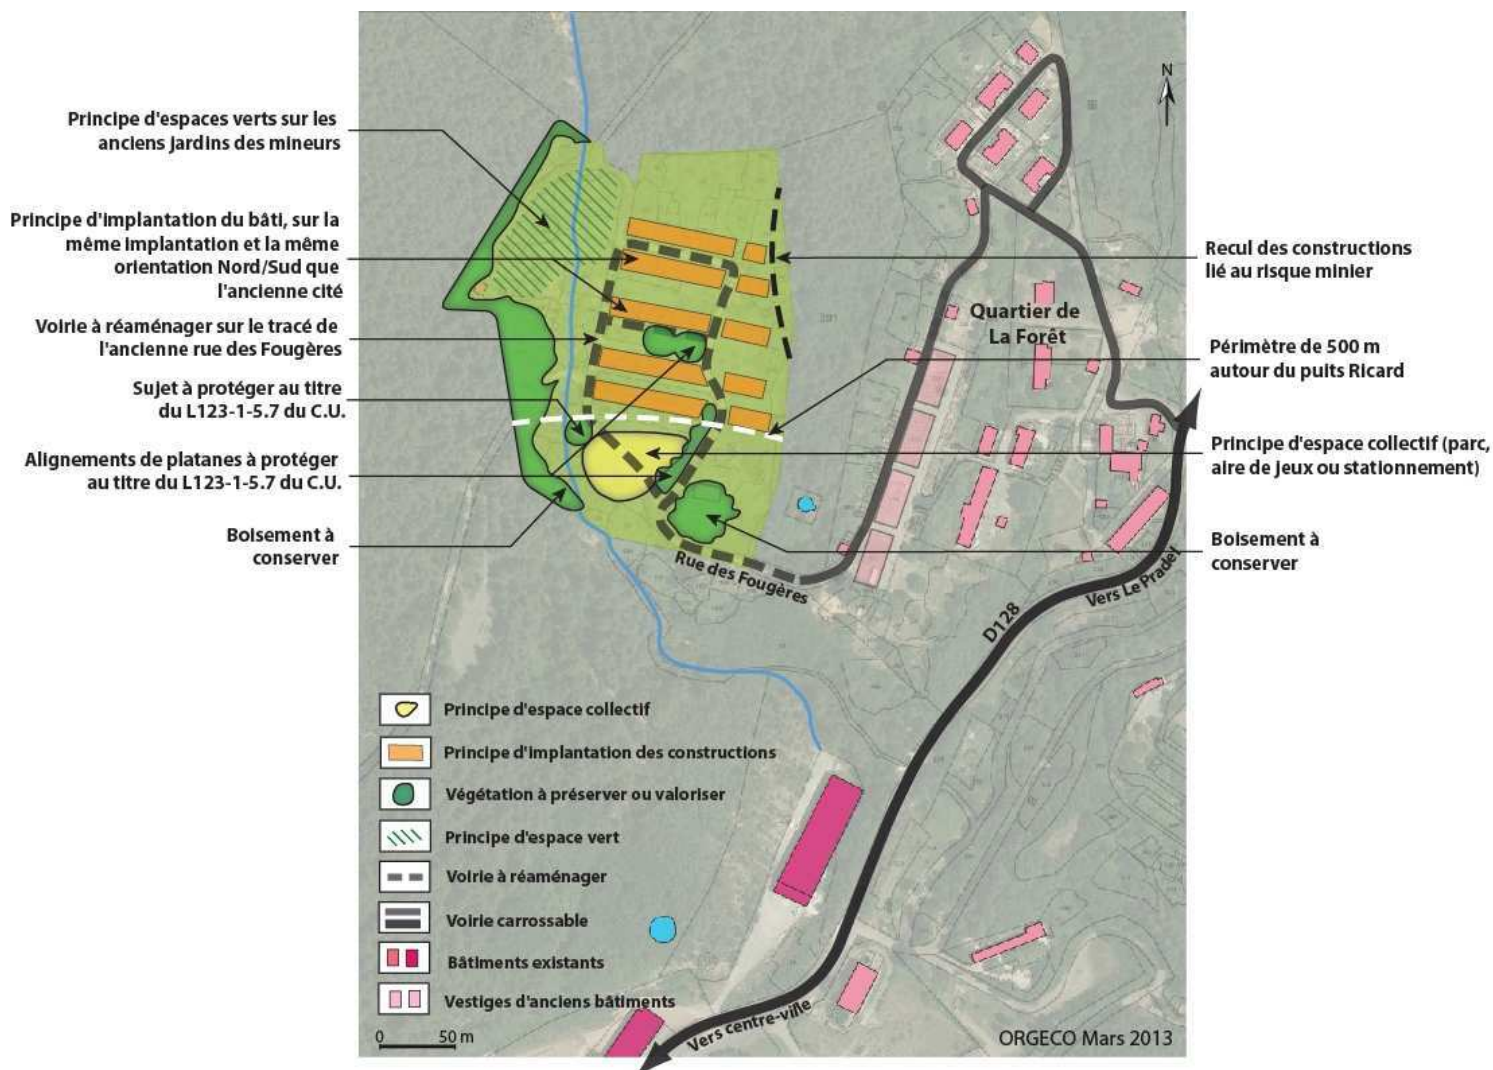 Principe d'espaces verts sur les
anciens jardins des mineurs
Principe d'implantation du bâti, sur la
même implantation et la même
orientation Nord/Sud que
l'ancienne cité
Voirie à réaménager sur le tracé de
l'ancienne rue des Fougères
Sujet à protéger au titre
du L123-1-5.7 du C.U.
Alignements de platanes à protéger
au titre du L123-1-5.7 du C.U.
Boisement à
conserver
N
Quartier de
La Forêt
Rue des Fougères
D128
Vers Le Pradel
Vers centre-ville
Recul des constructions
lié au risque minier
Périmètre de 500 m
autour du puits Ricard
Principe d'espace collectif (parc,
aire de jeux ou stationnement)
Boisement à
conserver
Principe d'espace collectif
Principe d'implantation des constructions
Végétation à préserver ou valoriser
Principe d'espace vert
Voirie à réaménager
Voirie carrossable
Bâtiments existants
Vestiges d'anciens bâtiments
0 50 m
ORGECO Mars 2013